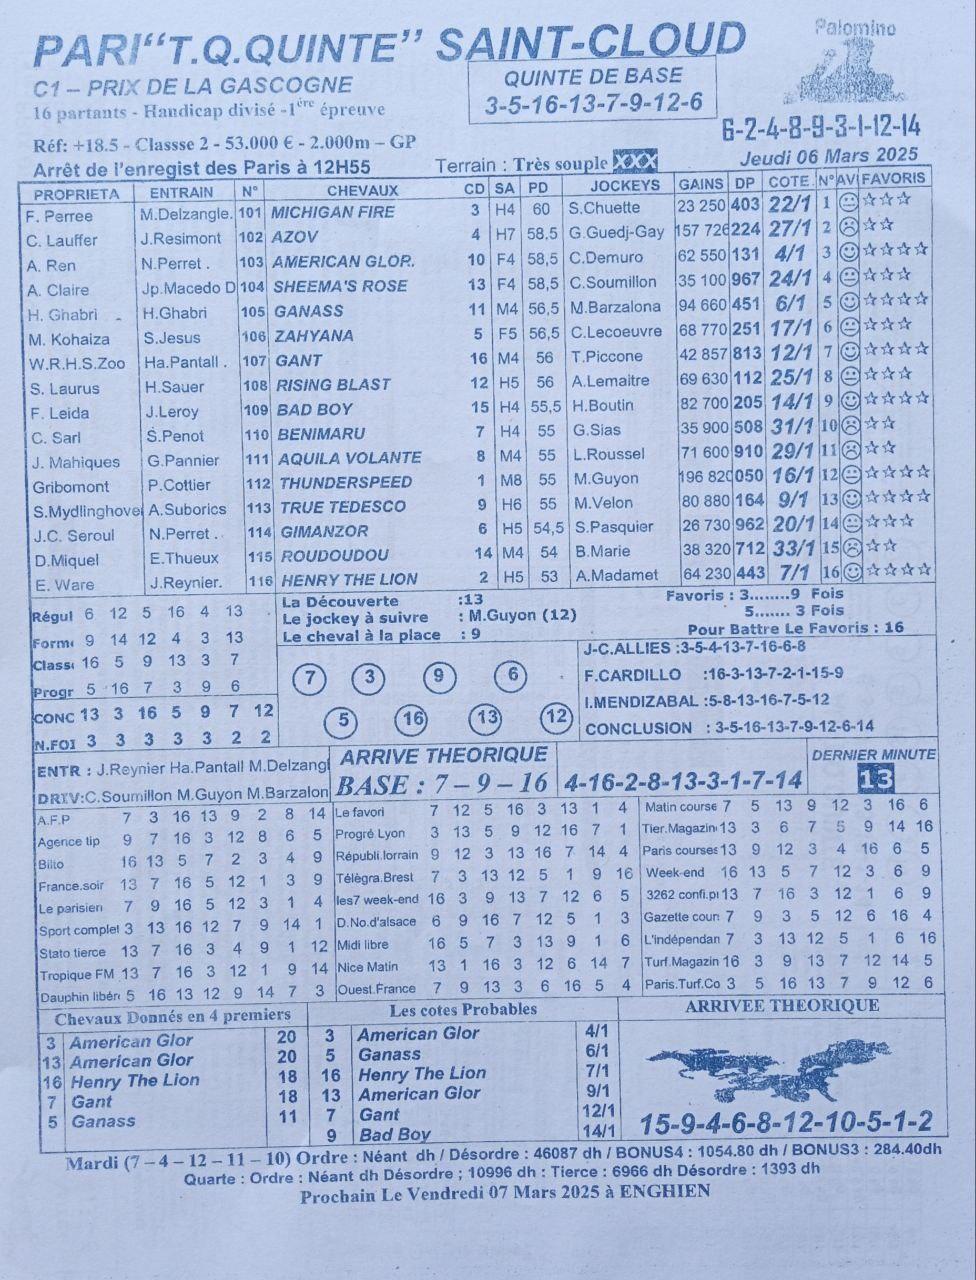 PARI "T.Q.QUINTE" SAINT-CLOUD
Palomino
C1 – PRIX DE LA GASCOGNE
QUINTE DE BASE
16 partants - Handicap divisé -1ère épreuve
3-5-16-13-7-9-12-6
Réf: +18.5 - Classse 2 - 53.000 € - 2.000m – GP
6-2-4-8-9-3-1-12-14
Arrêt de l'enregist des Paris à 12H55
Terrain : Très souple XXX
Jeudi 06 Mars 2025
PROPRIETA ENTRAIN N° CHEVAUX CD SA PD JOCKEYS GAINS DP COTE N° AVI FAVORIS
F. Perree M.Delzangle. 101 MICHIGAN FIRE 3 H4 60 S.Chuette 23 250 403 22/1 1 ☆☆☆
C. Lauffer J.Resimont 102 AZOV 4 H7 58,5 G.Guedj-Gay 157 726 224 27/1 2 ☆☆
A. Ren N.Perret . 103 AMERICAN GLOR. 10 F4 58,5 C.Demuro 62 550 131 4/1 3 ☆☆☆☆
A. Claire Jp.Macedo D 104 SHEEMA'S ROSE 13 F4 58,5 C.Soumillon 35 100 967 24/1 4 ☆☆☆
H. Ghabri H.Ghabri 105 GANASS 11 M4 56,5 M.Barzalona 94 660 451 6/1 5 ☆☆☆☆
M. Kohaiza S.Jesus 106 ZAHYANA 5 F5 56,5 C.Lecoeuvre 68 770 251 17/1 6 ☆☆☆
W.R.H.S.Zoo Ha.Pantall . 107 GANT 16 M4 56 T.Piccone 42 857 813 12/1 7 ☆☆☆☆
S. Laurus H.Sauer 108 RISING BLAST 12 H5 56 A.Lemaitre 69 630 112 25/1 8 ☆☆☆
F. Leida J.Leroy 109 BAD BOY 15 H4 55,5 H.Boutin 82 700 205 14/1 9 ☆☆☆☆
C. Sarl S.Penot 110 BENIMARU 7 H4 55 G.Sias 35 900 508 31/1 10 ☆☆
J. Mahiques G.Pannier 111 AQUILA VOLANTE 8 M4 55 L.Roussel 71 600 910 29/1 11 ☆☆
Gribomont P.Cottier 112 THUNDERSPEED 1 M8 55 M.Guyon 196 820 050 16/1 12 ☆☆☆☆
S.Mydlinghove A.Suborics 113 TRUE TEDESCO 9 H6 55 M.Velon 80 880 164 9/1 13 ☆☆☆☆
J.C. Seroul N.Perret . 114 GIMANZOR 6 H5 54,5 S.Pasquier 26 730 962 20/1 14 ☆☆☆
D.Miquel E.Thueux 115 ROUDOUDOU 14 M4 54 B.Marie 38 320 712 33/1 15 ☆☆
E. Ware J.Reynier. 116 HENRY THE LION 2 H5 53 A.Madamet 64 230 443 7/1 16 ☆☆☆☆
Régul 6 12 5 16 4 13
Form 9 14 12 4 3 13
Class 16 5 9 13 3 7
Progr 5 16 7 3 9 6
CONC 13 3 16 5 9 7 12
N.FOI 3 3 3 3 3 2 2
La Découverte :13
Le jockey à suivre : M.Guyon (12)
Le cheval à la place : 9
Favoris : 3........9 Fois
5....... 3 Fois
Pour Battre Le Favoris : 16
7 3 9 6
5 16 13 12
J-C.ALLIES :3-5-4-13-7-16-6-8
F.CARDILLO :16-3-13-7-2-1-15-9
I.MENDIZABAL :5-8-13-16-7-5-12
CONCLUSION : 3-5-16-13-7-9-12-6-14
ENTR : J.Reynier Ha.Pantall M.Delzangl
DRIV:C.Soumillon M.Guyon M.Barzalon
ARRIVE THEORIQUE
BASE : 7 – 9 – 16
4-16-2-8-13-3-1-7-14
DERNIER MINUTE
13
A.F.P 7 3 16 13 9 2 8 14
Agence tip 9 7 16 3 12 8 6 5
Bilto 16 13 5 7 2 3 4 9
France.soir 13 7 16 5 12 1 3 9
Le parisien 7 9 16 5 12 3 1 4
Sport complet 3 13 16 12 7 9 14 1
Stato tierce 13 7 16 3 4 9 1 12
Tropique FM 13 7 16 3 12 1 9 14
Dauphin libér 5 16 13 12 9 14 7 3
Le favori 7 12 5 16 3 13 1 4
Progré Lyon 3 13 5 9 12 16 7 1
Républi.lorrain 9 12 3 13 16 7 14 4
Télègra.Brest 7 3 13 12 5 1 9 16
les7 week-end 16 3 9 13 7 12 6 5
D.No.d'alsace 6 9 16 7 12 5 1 3
Midi libre 16 5 7 3 13 9 1 6
Nice Matin 13 1 16 3 12 6 14 7
Ouest.France 7 9 13 3 6 16 5 4
Matin course 7 5 13 9 12 3 16 6
Tier.Magazin 13 3 6 7 5 9 14 16
Paris courses 13 9 12 3 4 16 6 5
Week-end 16 13 5 7 12 3 6 9
3262 confi.pr 13 7 16 3 12 1 6 9
Gazette cour 7 9 3 5 12 6 16 4
L'indépendan 7 3 13 12 5 1 6 16
Turf.Magazin 16 3 9 13 7 12 14 5
Paris.Turf.Co 3 5 16 13 7 9 12 6
Chevaux Donnés en 4 premiers
3 American Glor 20
13 American Glor 20
16 Henry The Lion 18
7 Gant 18
5 Ganass 11
Les cotes Probables
3 American Glor 4/1
5 Ganass 6/1
16 Henry The Lion 7/1
13 American Glor 9/1
7 Gant 12/1
9 Bad Boy 14/1
ARRIVEE THEORIQUE
15-9-4-6-8-12-10-5-1-2
Mardi (7 – 4 – 12 – 11 – 10) Ordre : Néant dh / Désordre : 46087 dh / BONUS4 : 1054.80 dh / BONUS3 : 284.40dh
Quarte : Ordre : Néant dh Désordre ; 10996 dh : Tierce : 6966 dh Désordre : 1393 dh
Prochain Le Vendredi 07 Mars 2025 à ENGHIEN